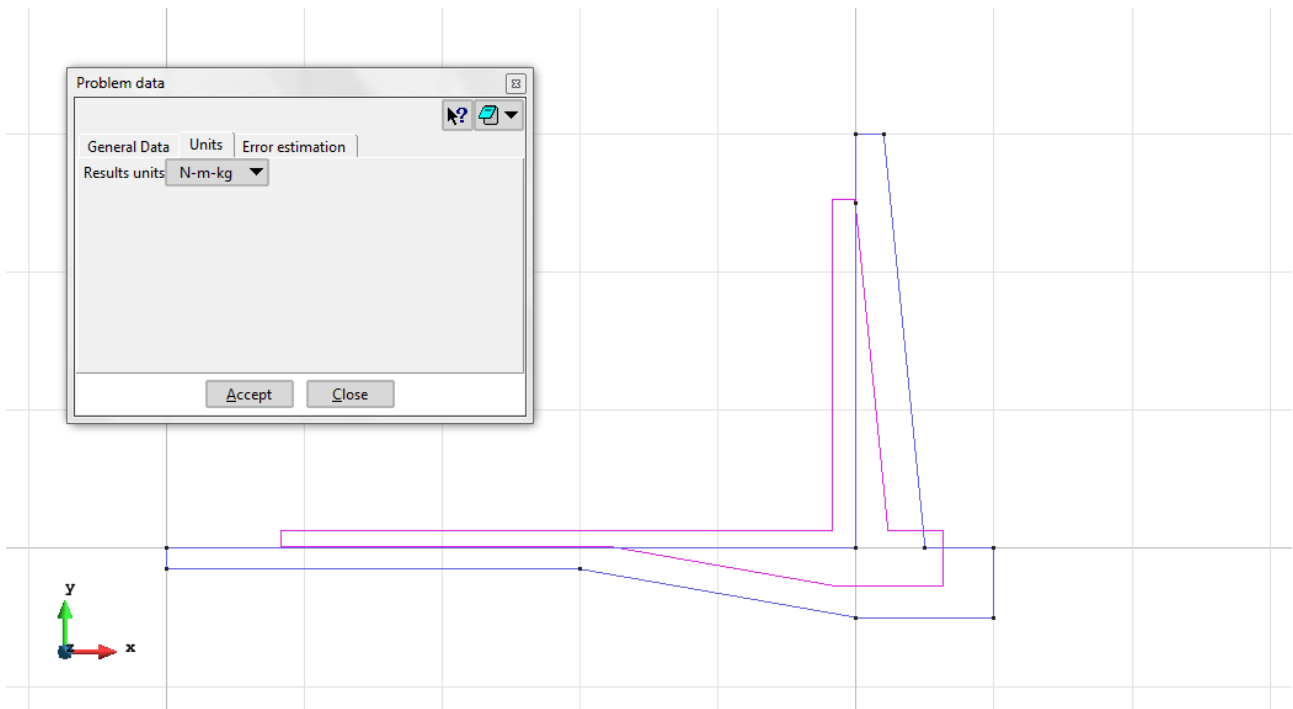 Problem data
?
General Data Units Error estimation
Results units N-m-kg
Accept Close
y
z x